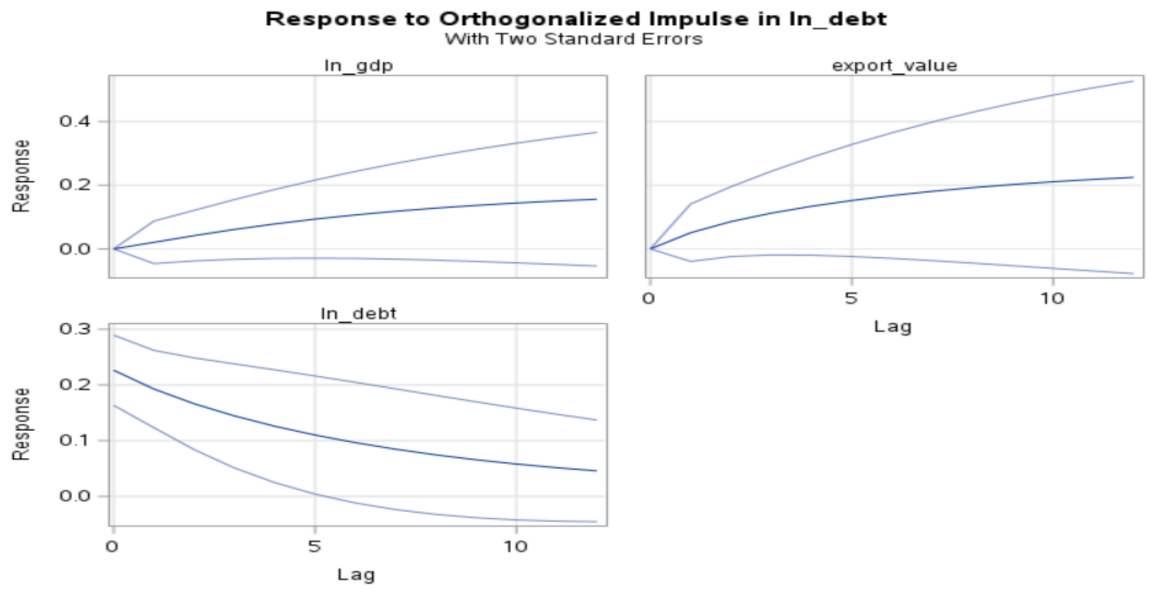 Response to Orthogonalized Impulse in ln_debt
With Two Standard Errors
ln_gdp
export_value
Response
0.4
0.2
0.0
0
5
10
Lag
ln_debt
Response
0.3
0.2
0.1
0.0
0
5
10
Lag